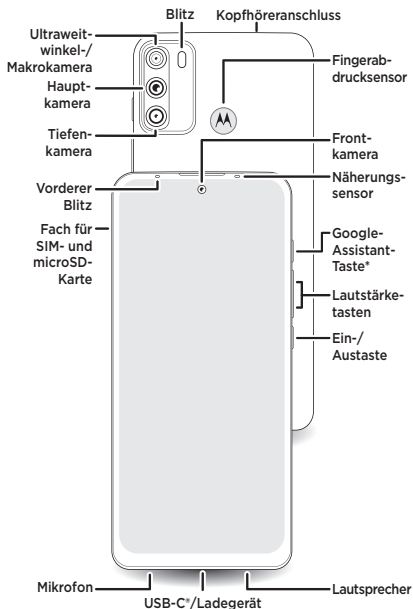 Blitz
Kopfhöreranschluss
Ultraweit-
winkel-/
Makrokamera
Haupt-
kamera
Tiefen-
kamera
Fingerab-
drucksensor
Front-
kamera
Näherungs-
sensor
Vorderer
Blitz
Fach für
SIM- und
microSD-
Karte
Google-
Assistant-
Taste*
Lautstärke-
tasten
Ein-/
Austaste
Mikrofon
USB-C®/Ladegerät
Lautsprecher